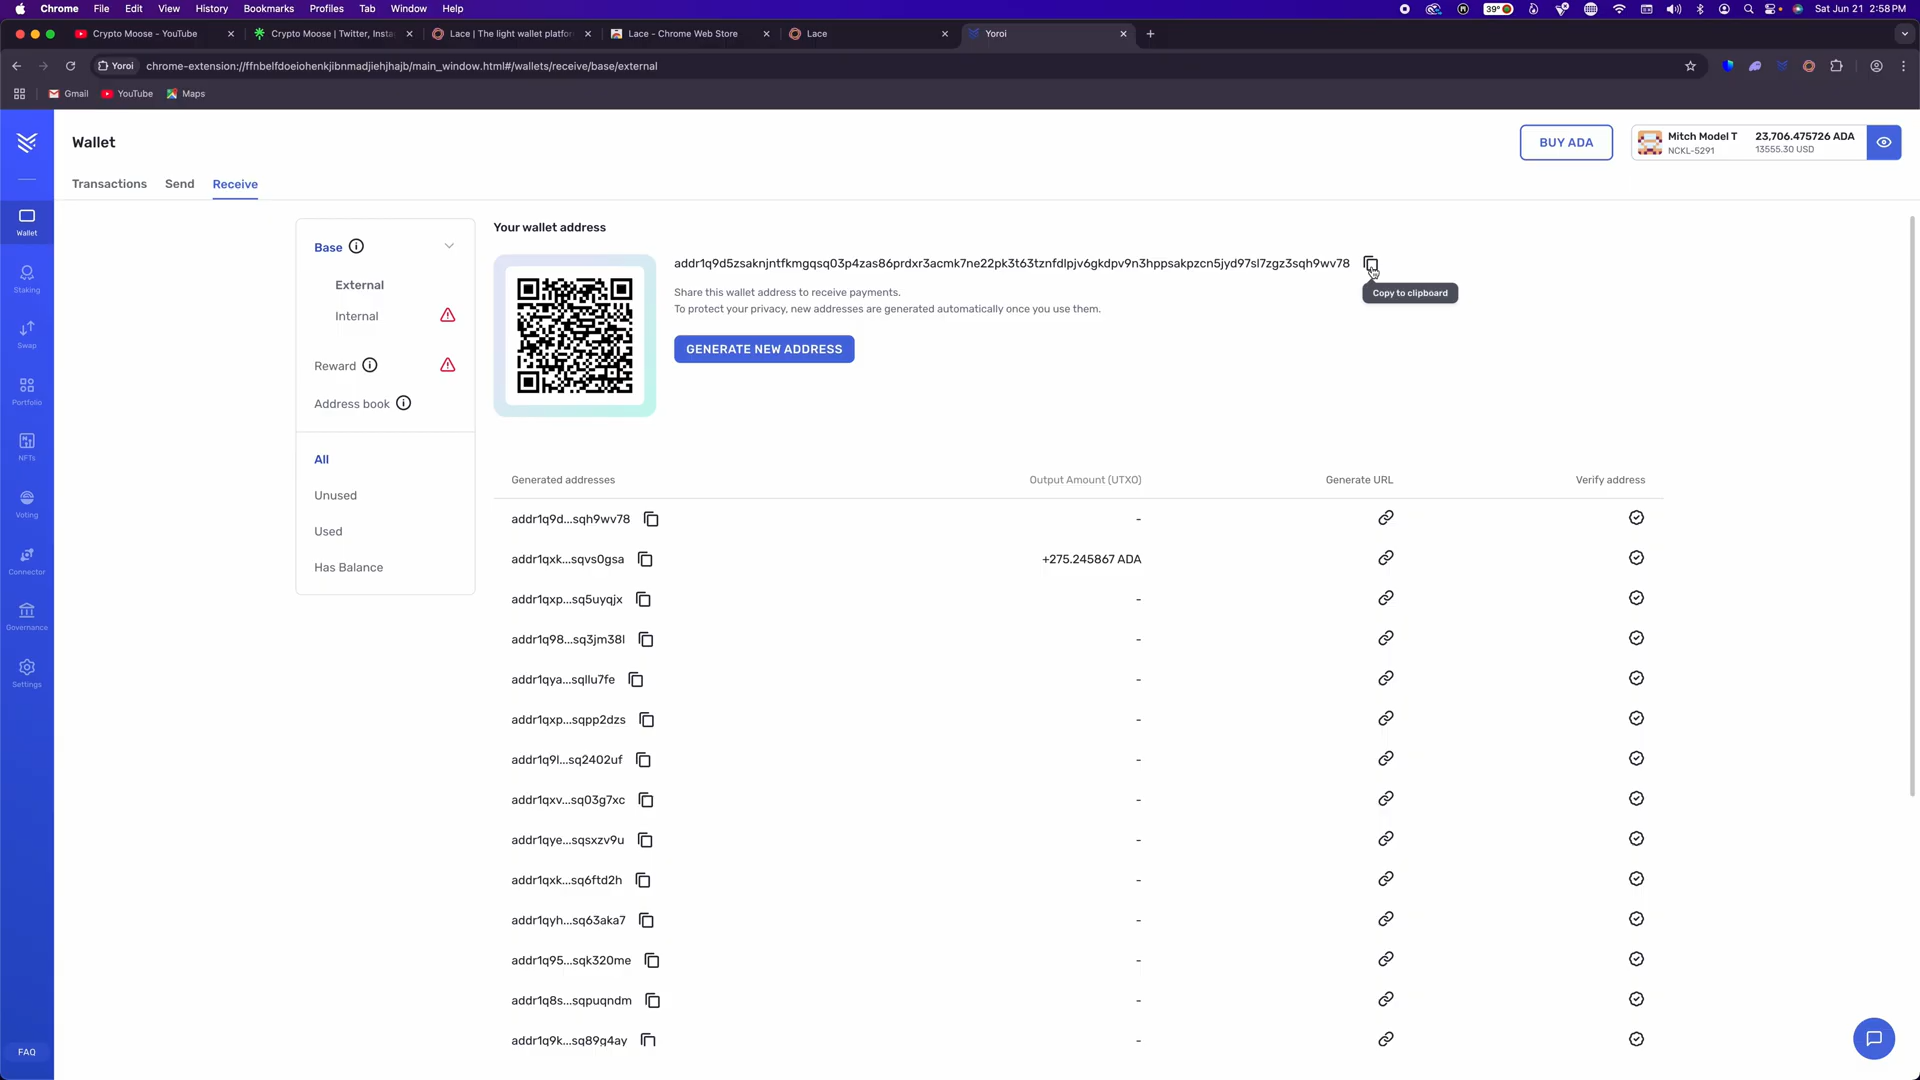 Chrome File Edit View History Bookmarks Profiles Tab Window Help 39° Sat Jun 21 2:58 PM
Crypto Moose - YouTube Crypto Moose | Twitter, Insta Lace | The light wallet platfor Lace - Chrome Web Store Lace Yoroi
Yoroi chrome-extension://ffnbelfdoeiohenkjibnmadjiehjhajb/main_window.html#/wallets/receive/base/external
Gmail YouTube Maps
Wallet
BUY ADA
Mitch Model T 23,706.475726 ADA
NCKL-5291 13555.30 USD
Transactions Send Receive
Wallet
Staking
Swap
Portfolio
NFTs
Voting
Connector
Governance
Settings
FAQ
Base
External
Internal
Reward
Address book
All
Unused
Used
Has Balance
Your wallet address
addr1q9d5zsaknjntfkmgqsq03p4zas86prdxr3acmk7ne22pk3t63tznfdlpjv6gkdpv9n3hppsakpzcn5jyd97sl7zgz3sqh9wv78
Copy to clipboard
Share this wallet address to receive payments.
To protect your privacy, new addresses are generated automatically once you use them.
GENERATE NEW ADDRESS
Generated addresses Output Amount (UTXO) Generate URL Verify address
addr1q9d...sqh9wv78 -
addr1qxk...sqvs0gsa +275.245867 ADA
addr1qxp...sq5uyqjx -
addr1q98...sq3jm38l -
addr1qya...sqllu7fe -
addr1qxp...sqpp2dzs -
addr1q9l...sq2402uf -
addr1qxv...sq03g7xc -
addr1qye...sqsxzv9u -
addr1qxk...sq6ftd2h -
addr1qyh...sq63aka7 -
addr1q95...sqk320me -
addr1q8s...sqpuqndm -
addr1q9k...sq89g4ay -